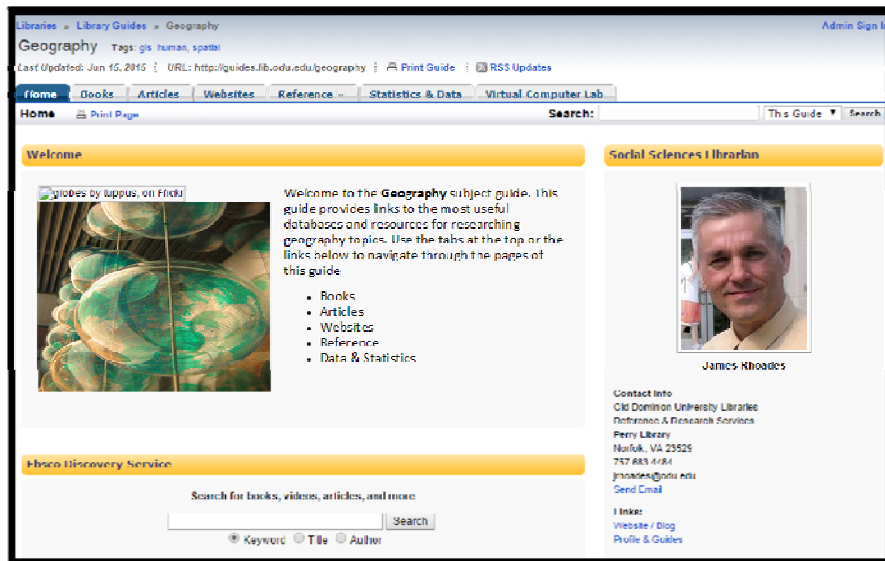 Libraries » Library Guides » Geography
Admin Sign In
Geography Tags: gis, human, spatial
Last Updated: Jun 15, 2015 URL: http://guides.lib.odu.edu/geography Print Guide RSS Updates
Home Books Articles Websites Reference Statistics & Data Virtual Computer Lab
Home Print Page Search: This Guide Search
Welcome
globes by luppus, on Flickr
Welcome to the Geography subject guide. This
guide provides links to the most useful
databases and resources for researching
geography topics. Use the tabs at the top or the
links below to navigate through the pages of
this guide
• Books
• Articles
• Websites
• Reference
• Data & Statistics
Ebsco Discovery Service
Search for books, videos, articles, and more
Search
Keyword Title Author
Social Sciences Librarian
James Rhoades
Contact Info
Old Dominion University Libraries
Reference & Research Services
Perry Library
Norfolk, VA 23529
757 683 4484
jrhoades@odu.edu
Send Email
Links:
Website / Blog
Profile & Guides